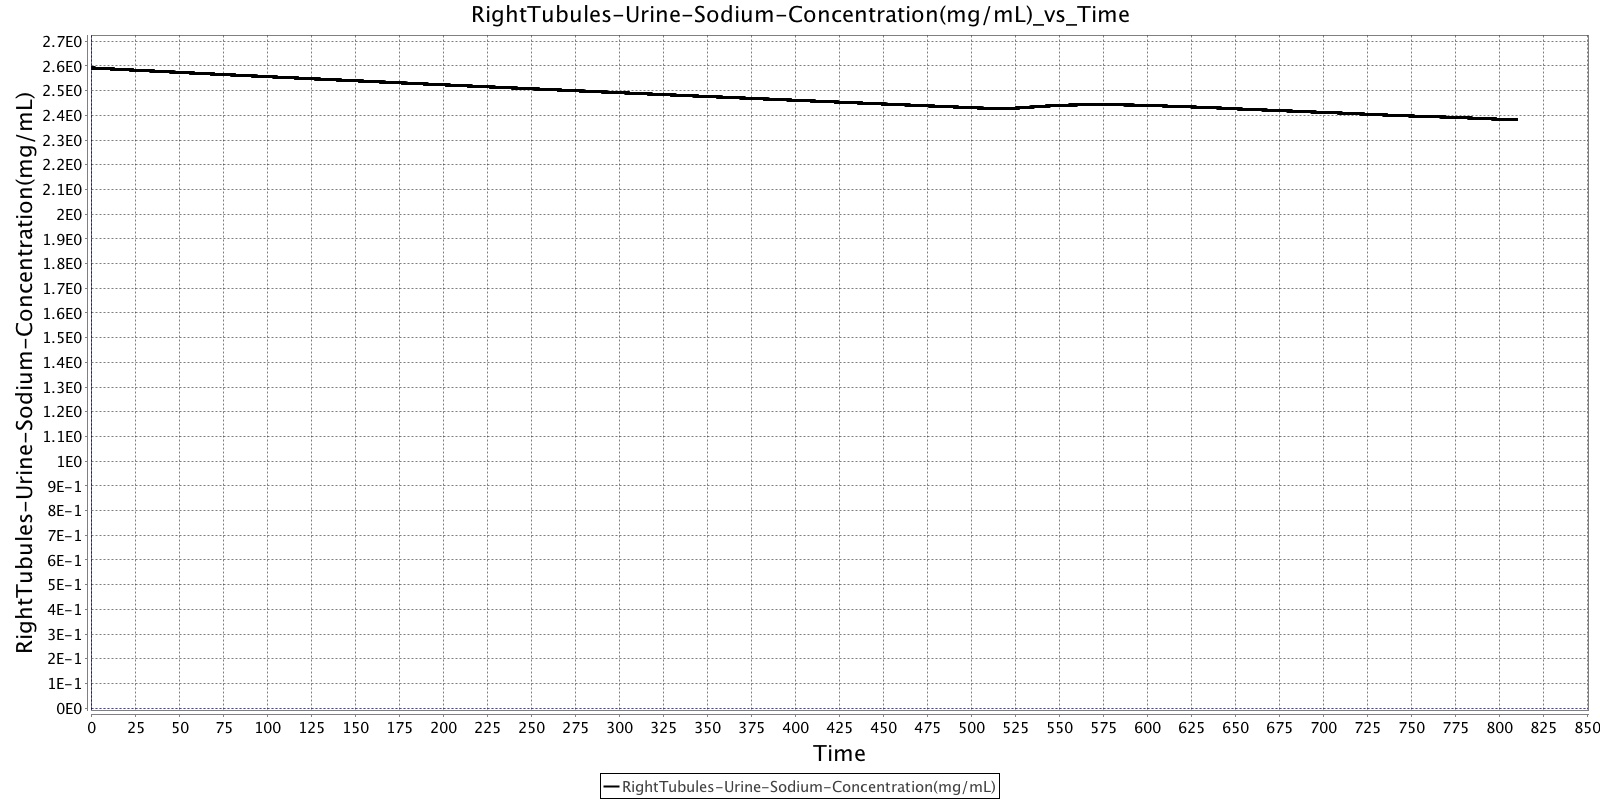 RightTubules-Urine-Sodium-Concentration(mg/mL)_vs_Time
RightTubules-Urine-Sodium-Concentration(mg/mL)
2.7E0
2.6E0
2.5E0
2.4E0
2.3E0
2.2E0
2.1E0
2E0
1.9E0
1.8E0
1.7E0
1.6E0
1.5E0
1.4E0
1.3E0
1.2E0
1.1E0
1E0
9E-1
8E-1
7E-1
6E-1
5E-1
4E-1
3E-1
2E-1
1E-1
0E0
0 25 50 75 100 125 150 175 200 225 250 275 300 325 350 375 400 425 450 475 500 525 550 575 600 625 650 675 700 725 750 775 800 825 850
Time
RightTubules-Urine-Sodium-Concentration(mg/mL)